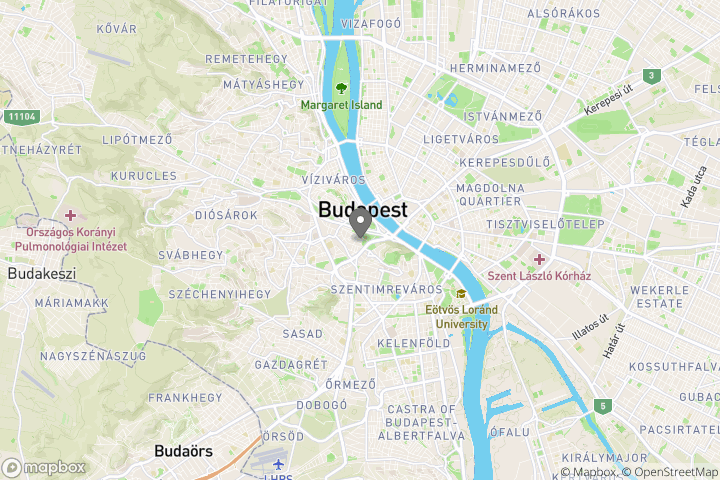 FILATORIGÁT
VIZAFOGÓ
ALSÓRÁKOS
KŐVÁR
REMETEHEGY
MÁTYÁSHEGY
HERMINAMEZŐ
3
Kerepesi út
FELS
Margaret Island
11104
ISTVÁNMEZŐ
LIPÓTMEZŐ
LIGETVÁROS
TÉGLA
TNEHÁZYRÉT
KEREPESDŰLŐ
KURUCLES
VÍZIVÁROS
MAGDOLNA
QUARTIER
Kada utca
DIÓSÁROK
Budapest
TISZTVISELŐTELEP
Országos Korányi
Pulmonológiai Intézet
SVÁBHEGY
Szent László Kórház
Budakeszi
SZÉCHENYIHEGY
SZENTIMREVÁROS
WEKERLE
ESTATE
MÁRIAMAKK
Eötvös Loránd
University
SASAD
Illatos út
Határ út
KELENFÖLD
NAGYSZÉNÁSZUG
GAZDAGRÉT
KOSSUTHFALVA
ŐRMEZŐ
FRANKHEGY
DOBOGÓ
GUBAC
CASTRA OF
BUDAPEST-
ALBERTFALVA
5
PACSIRTATEL
ÖRSÖD
ÓFALU
Budaörs
KIRÁLYMAJOR
LHBS
KERTVÁROS
mapbox
© Mapbox, © OpenStreetMap